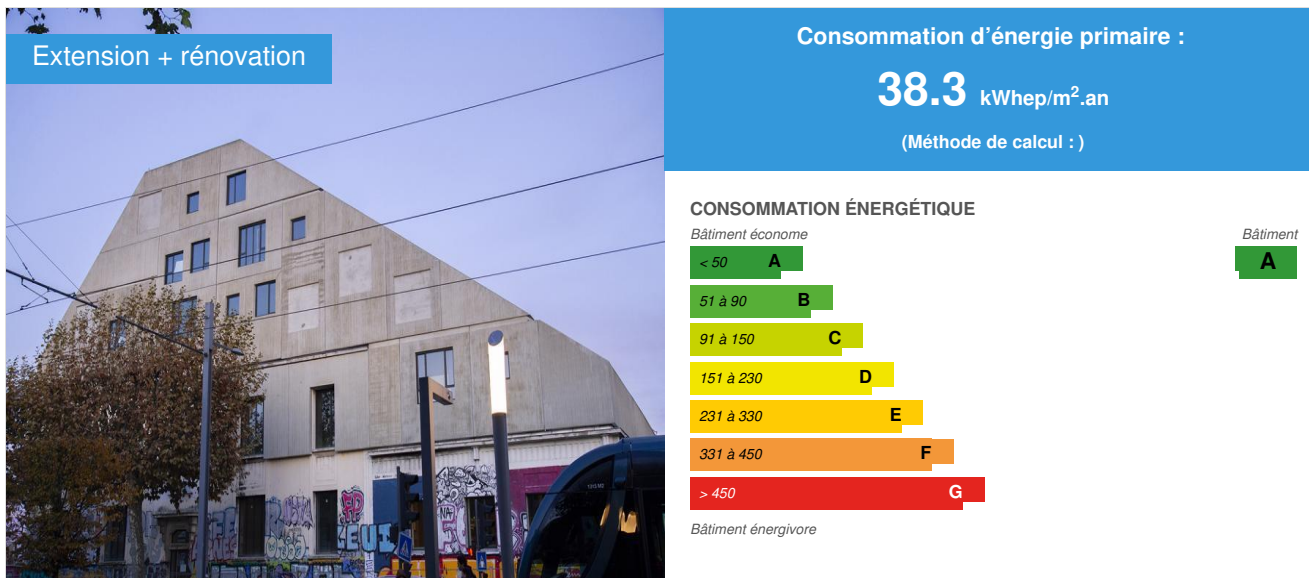 Extension + rénovation
Consommation d'énergie primaire :
38.3 kWhep/m².an
(Méthode de calcul : )
CONSOMMATION ÉNERGÉTIQUE
Bâtiment économe
Bâtiment
< 50 A
A
51 à 90 B
91 à 150 C
151 à 230 D
231 à 330 E
331 à 450 F
> 450 G
Bâtiment énergivore